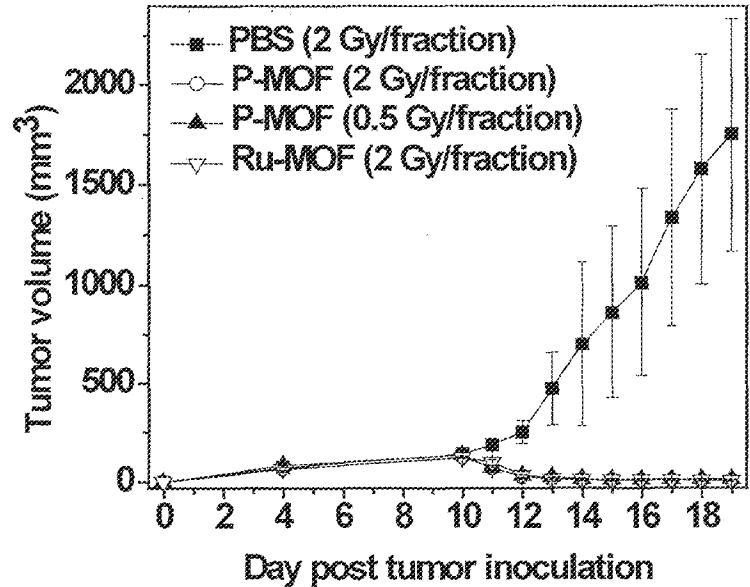 PBS (2 Gy/fraction)
P-MOF (2 Gy/fraction)
P-MOF (0.5 Gy/fraction)
Ru-MOF (2 Gy/fraction)
Tumor volume (mm³)
2000
1500
1000
500
0
0 2 4 6 8 10 12 14 16 18
Day post tumor inoculation